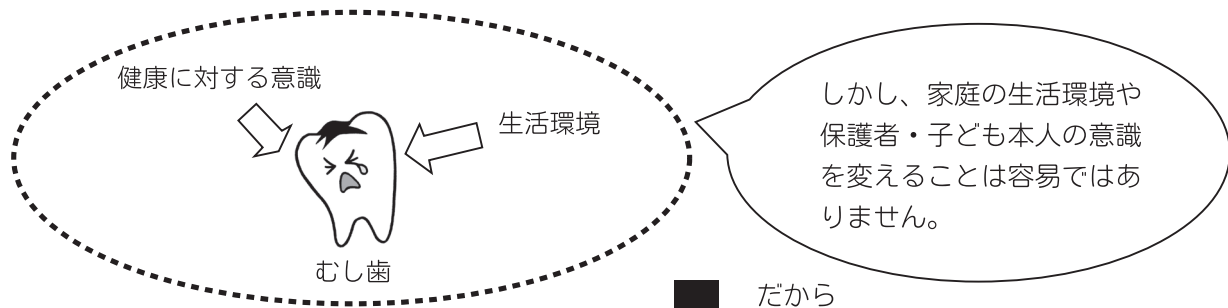 健康に対する意識
生活環境
むし歯
しかし、家庭の生活環境や
保護者・子ども本人の意識
を変えることは容易ではあ
りません。
だから